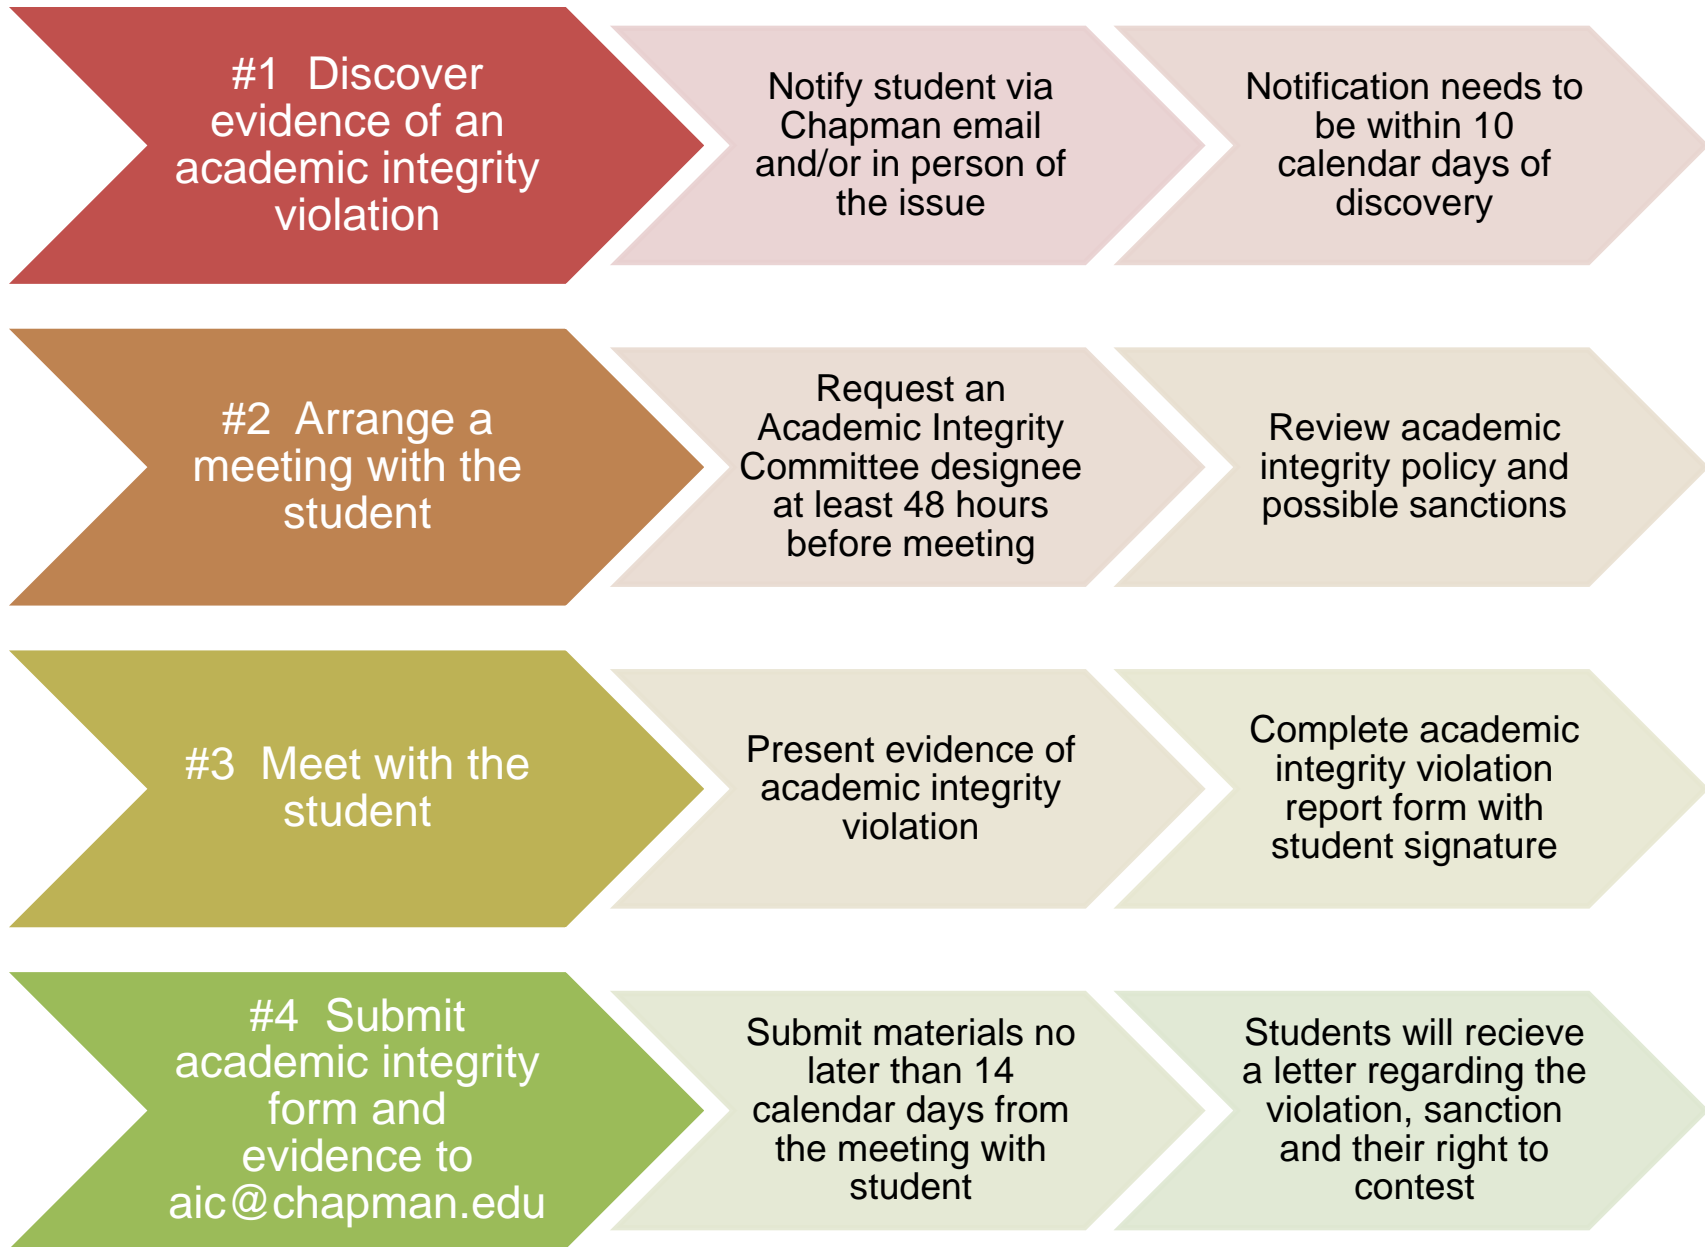 #1  Discover
evidence of an
academic integrity
violation
Notify student via
Chapman email
and/or in person of
the issue
Notification needs to
be within 10
calendar days of
discovery
#2  Arrange a
meeting with the
student
Request an
Academic Integrity
Committee designee
at least 48 hours
before meeting
Review academic
integrity policy and
possible sanctions
#3  Meet with the
student
Present evidence of
academic integrity
violation
Complete academic
integrity violation
report form with
student signature
#4  Submit
academic integrity
form and
evidence to
aic@chapman.edu
Submit materials no
later than 14
calendar days from
the meeting with
student
Students will recieve
a letter regarding the
violation, sanction
and their right to
contest